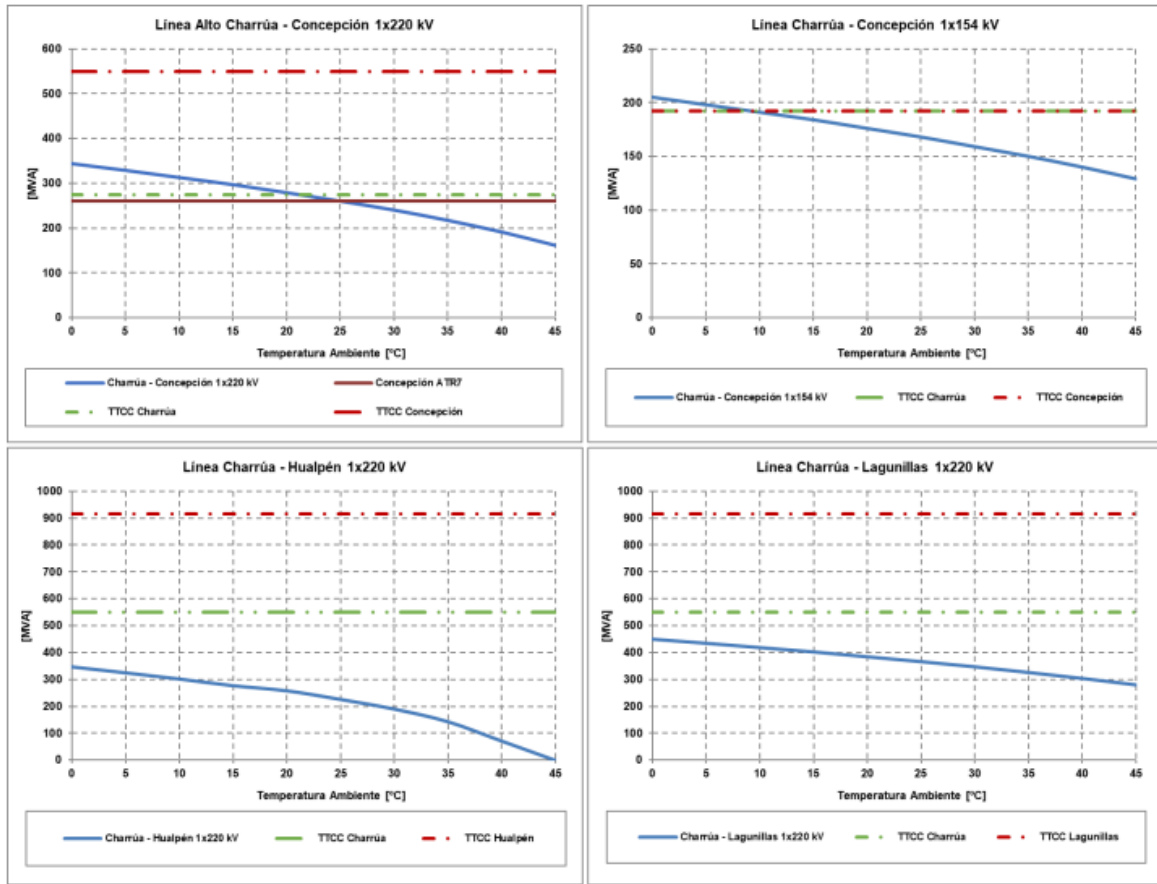 Línea Alto Charrúa - Concepción 1x220 kV
600
500
400
300
200
100
0
[MVA]
0 5 10 15 20 25 30 35 40 45
Temperatura Ambiente [ºC]
Charrúa - Concepción 1x220 kV
Concepción ATR7
TTCC Charrúa
TTCC Concepción
Línea Charrúa - Concepción 1x154 kV
250
200
150
100
50
0
[MVA]
0 5 10 15 20 25 30 35 40 45
Temperatura Ambiente [ºC]
Charrúa - Concepción 1x154 kV
TTCC Charrúa
TTCC Concepción
Línea Charrúa - Hualpén 1x220 kV
1000
900
800
700
600
500
400
300
200
100
0
[MVA]
0 5 10 15 20 25 30 35 40 45
Temperatura Ambiente [ºC]
Charrúa - Hualpén 1x220 kV
TTCC Charrúa
TTCC Hualpén
Línea Charrúa - Lagunillas 1x220 kV
1000
900
800
700
600
500
400
300
200
100
0
[MVA]
0 5 10 15 20 25 30 35 40 45
Temperatura Ambiente [ºC]
Charrúa - Lagunillas 1x220 kV
TTCC Charrúa
TTCC Lagunillas